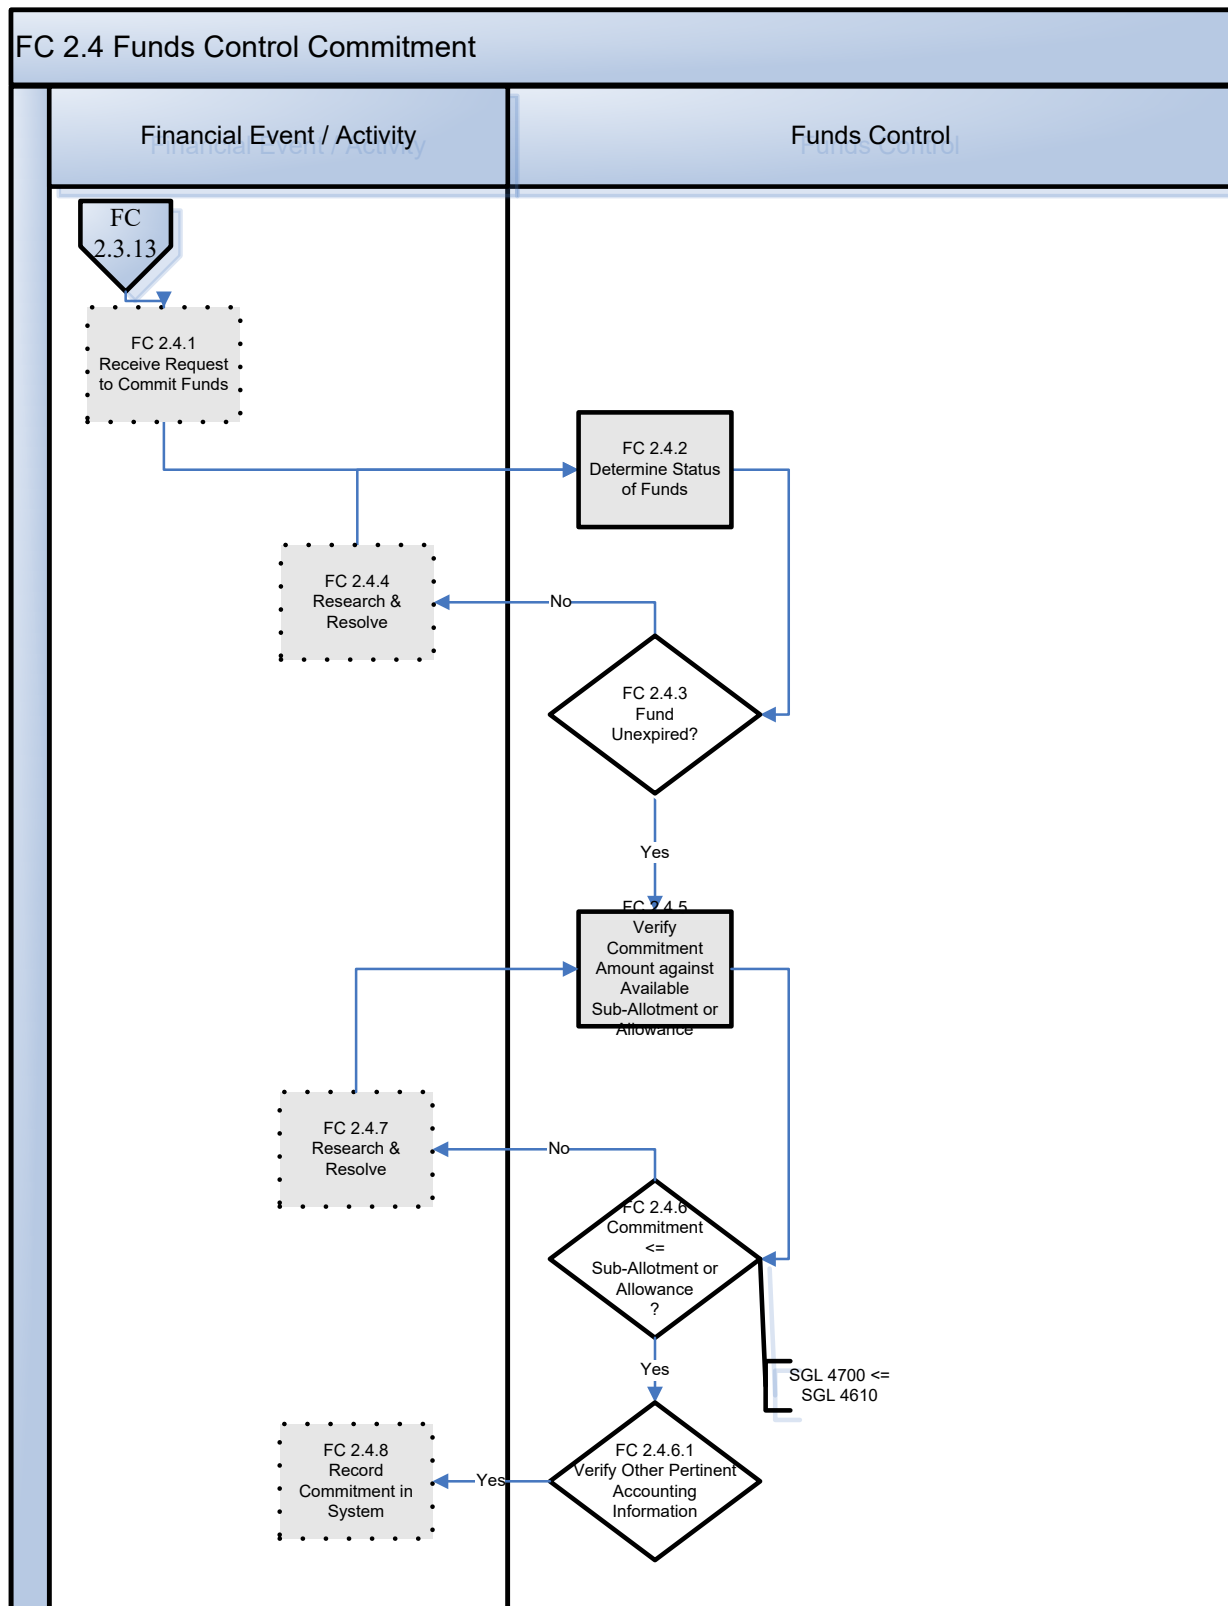 FC 2.4 Funds Control Commitment
Financial Event / Activity
Funds Control
FC
2.3.13
FC 2.4.1
Receive Request
to Commit Funds
FC 2.4.2
Determine Status
of Funds
FC 2.4.4
Research &
Resolve
No
FC 2.4.3
Fund
Unexpired?
Yes
FC 2.4.5
Verify
Commitment
Amount against
Available
Sub-Allotment or
Allowance
FC 2.4.7
Research &
Resolve
No
FC 2.4.6
Commitment
<=
Sub-Allotment or
Allowance
?
Yes
SGL 4700 <=
SGL 4610
FC 2.4.8
Record
Commitment in
System
Yes
FC 2.4.6.1
Verify Other Pertinent
Accounting
Information